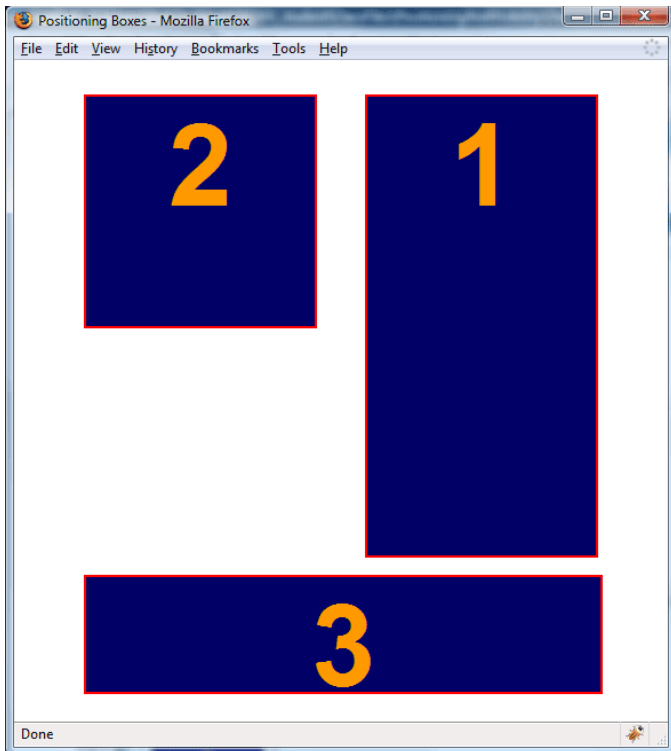 Positioning Boxes - Mozilla Firefox
File Edit View History Bookmarks Tools Help
2 1
3
Done